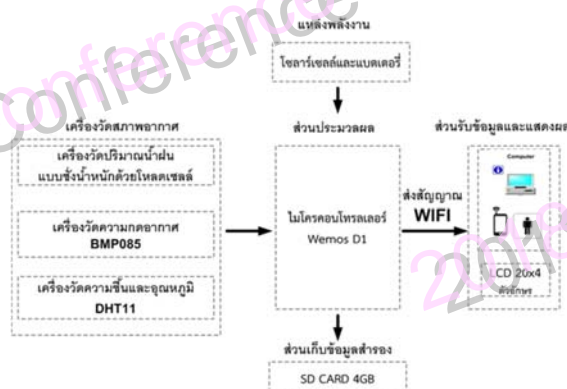 แหล่งพลังงาน
โซลาร์เซลล์และแบตเตอรี่
เครื่องวัดสภาพอากาศ
ส่วนประมวลผล
ส่วนรับข้อมูลและแสดงผล
เครื่องวัดปริมาณน้ำฝน
แบบชั่งน้ำหนักด้วยโหลดเซลล์
Computer
ส่งสัญญาณ
WIFI
เครื่องวัดความกดอากาศ
BMP085
ไมโครคอนโทรลเลอร์
Wemos D1
LCD 20x4
ตัวอักษร
เครื่องวัดความชื้นและอุณหภูมิ
DHT11
ส่วนเก็บข้อมูลสำรอง
SD CARD 4GB
Conference
Conference
2018